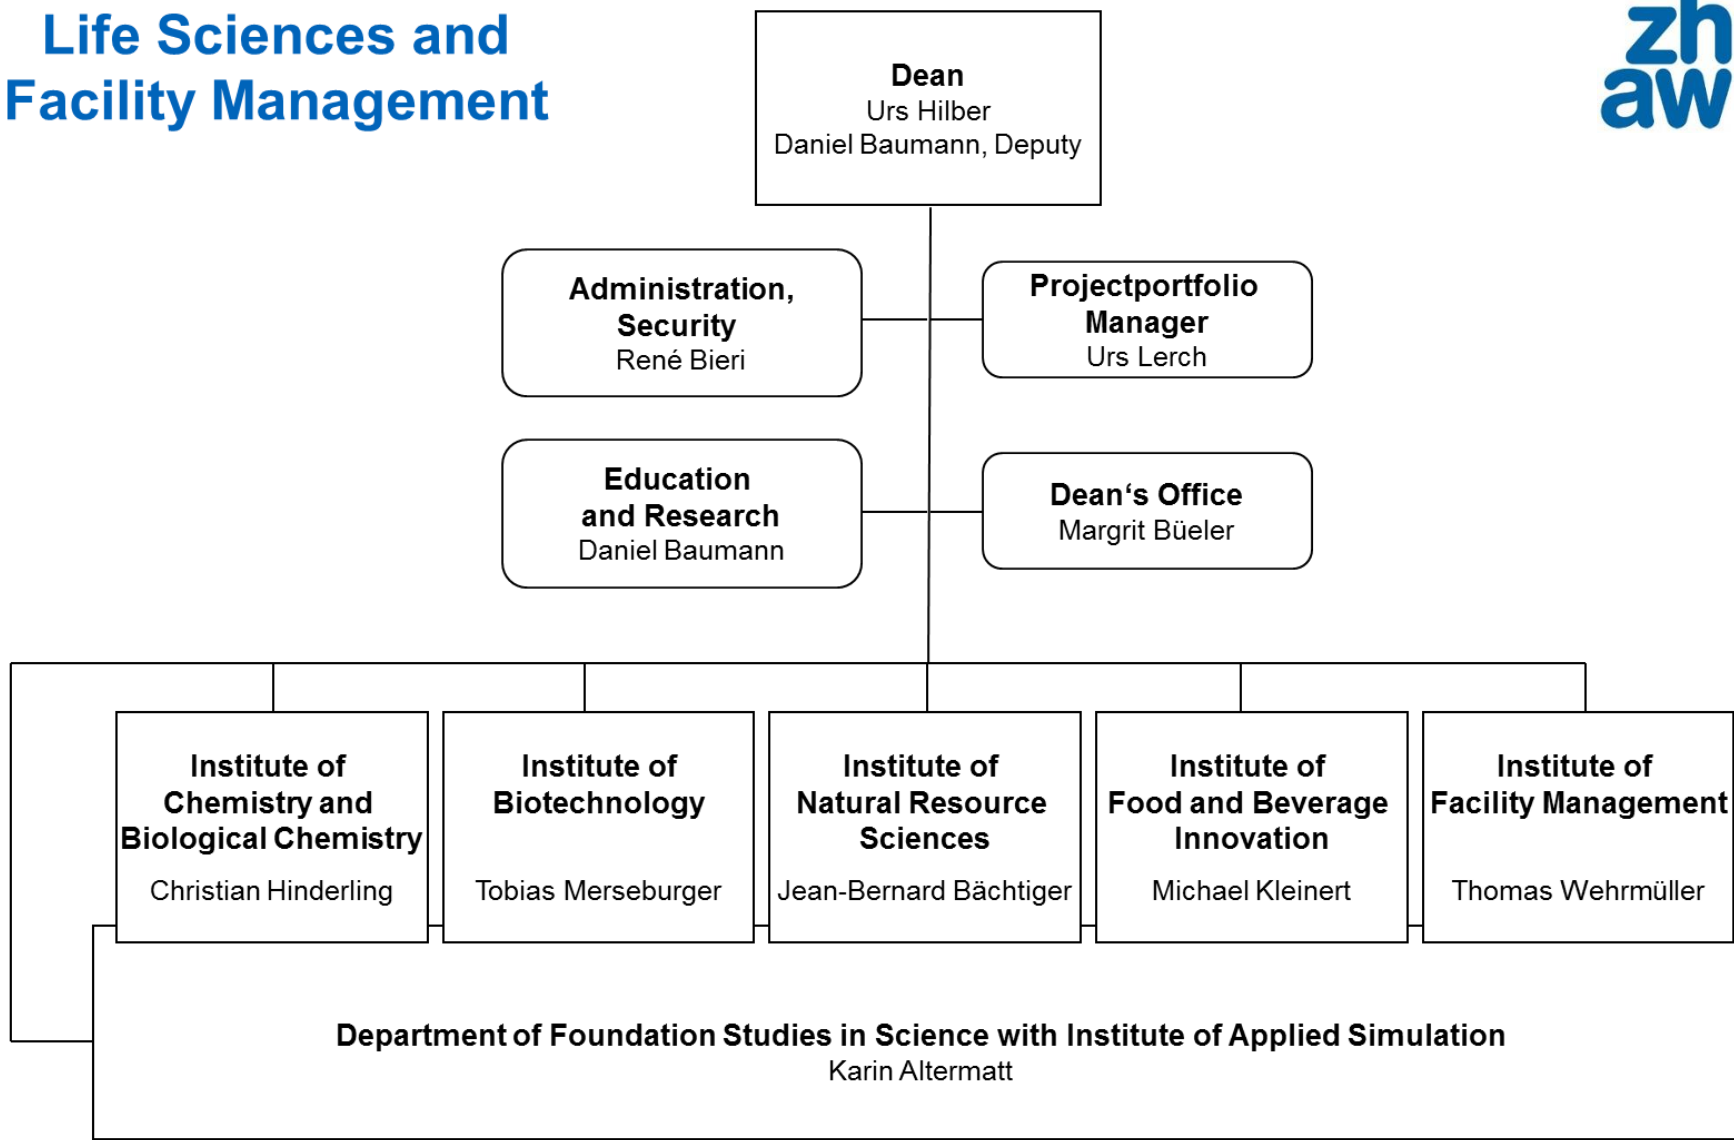 Life Sciences and
Facility Management
zh
aw
Dean
Urs Hilber
Daniel Baumann, Deputy
Administration,
Security
René Bieri
Projectportfolio
Manager
Urs Lerch
Education
and Research
Daniel Baumann
Dean‘s Office
Margrit Büeler
Institute of
Chemistry and
Biological Chemistry
Christian Hinderling
Institute of
Biotechnology
Tobias Merseburger
Institute of
Natural Resource
Sciences
Jean-Bernard Bächtiger
Institute of
Food and Beverage
Innovation
Michael Kleinert
Institute of
Facility Management
Thomas Wehrmüller
Department of Foundation Studies in Science with Institute of Applied Simulation
Karin Altermatt